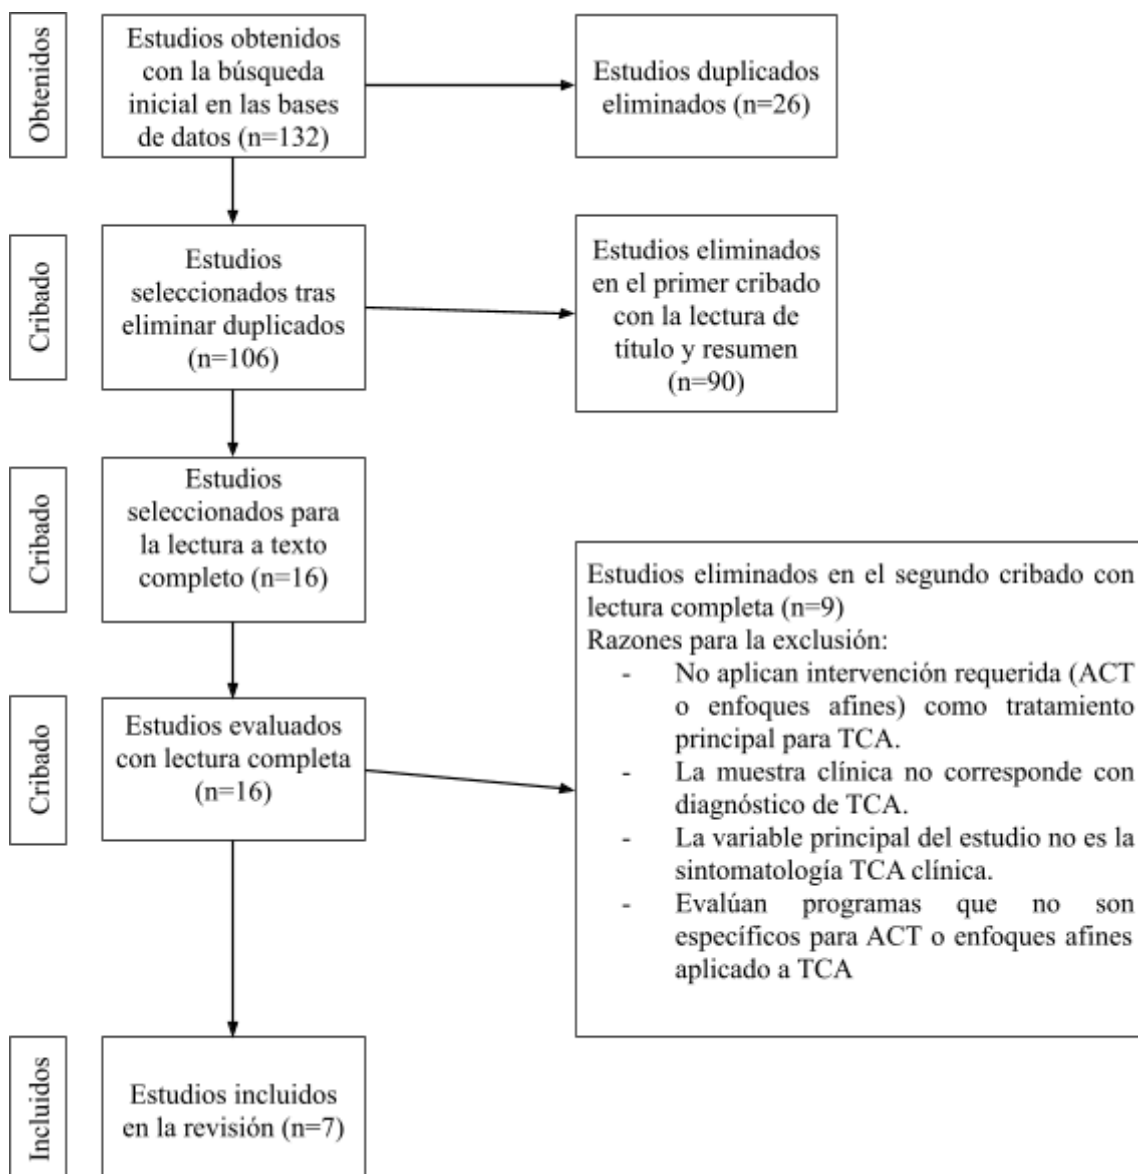 Obtenidos
Estudios obtenidos
con la búsqueda
inicial en las bases
de datos (n=132)
Estudios duplicados
eliminados (n=26)
Cribado
Estudios
seleccionados tras
eliminar duplicados
(n=106)
Estudios eliminados
en el primer cribado
con la lectura de
título y resumen
(n=90)
Cribado
Estudios
seleccionados para
la lectura a texto
completo (n=16)
Cribado
Estudios evaluados
con lectura completa
(n=16)
Estudios eliminados en el segundo cribado con
lectura completa (n=9)
Razones para la exclusión:
- No aplican intervención requerida (ACT
o enfoques afines) como tratamiento
principal para TCA.
- La muestra clínica no corresponde con
diagnóstico de TCA.
- La variable principal del estudio no es la
sintomatología TCA clínica.
- Evalúan programas que no son
específicos para ACT o enfoques afines
aplicado a TCA
Incluidos
Estudios incluidos
en la revisión (n=7)